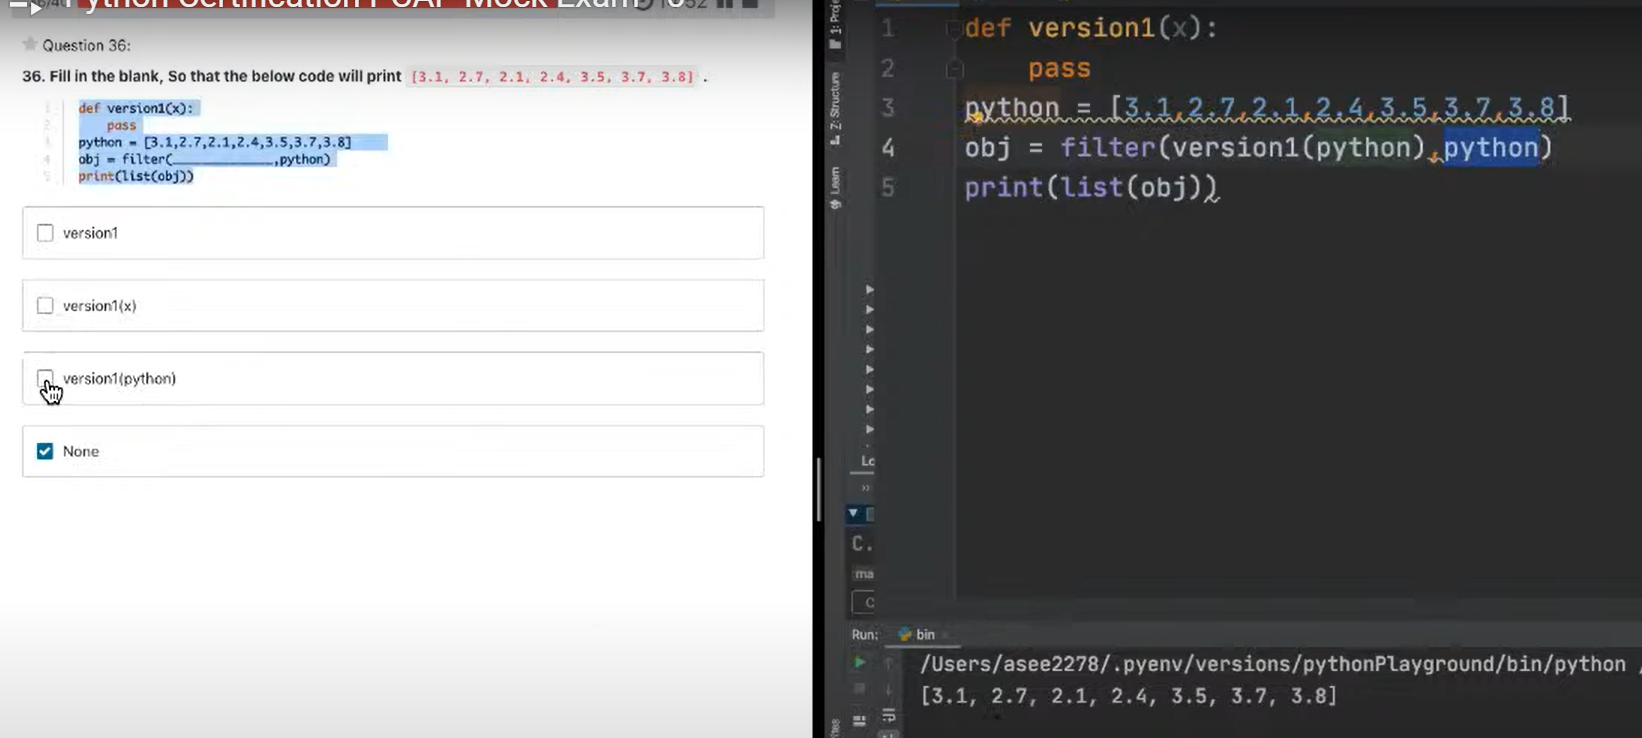 Python Certification PCAP Mock Exam - 3
Question 36:
36. Fill in the blank, So that the below code will print [3.1, 2.7, 2.1, 2.4, 3.5, 3.7, 3.8] .
1 def version1(x):
2 pass
3 python = [3.1,2.7,2.1,2.4,3.5,3.7,3.8]
4 obj = filter(____________,python)
5 print(list(obj))
version1
version1(x)
version1(python)
None
1: Proje
Z: Structure
Learn
1 def version1(x):
2 pass
3 python = [3.1,2.7,2.1,2.4,3.5,3.7,3.8]
4 obj = filter(version1(python),python)
5 print(list(obj))
Lo
C.
ma
C
Run: bin
/Users/asee2278/.pyenv/versions/pythonPlayground/bin/python
[3.1, 2.7, 2.1, 2.4, 3.5, 3.7, 3.8]